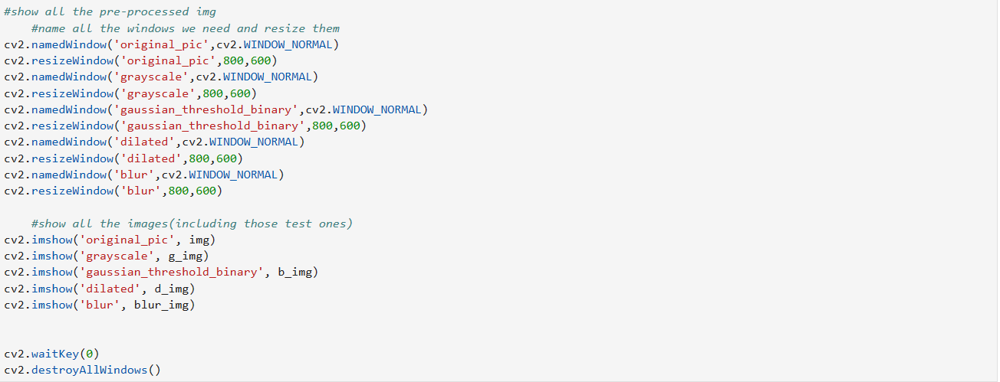 #show all the pre-processed img
    #name all the windows we need and resize them
cv2.namedWindow('original_pic',cv2.WINDOW_NORMAL)
cv2.resizeWindow('original_pic',800,600)
cv2.namedWindow('grayscale',cv2.WINDOW_NORMAL)
cv2.resizeWindow('grayscale',800,600)
cv2.namedWindow('gaussian_threshold_binary',cv2.WINDOW_NORMAL)
cv2.resizeWindow('gaussian_threshold_binary',800,600)
cv2.namedWindow('dilated',cv2.WINDOW_NORMAL)
cv2.resizeWindow('dilated',800,600)
cv2.namedWindow('blur',cv2.WINDOW_NORMAL)
cv2.resizeWindow('blur',800,600)
    #show all the images(including those test ones)
cv2.imshow('original_pic', img)
cv2.imshow('grayscale', g_img)
cv2.imshow('gaussian_threshold_binary', b_img)
cv2.imshow('dilated', d_img)
cv2.imshow('blur', blur_img)
cv2.waitKey(0)
cv2.destroyAllWindows()